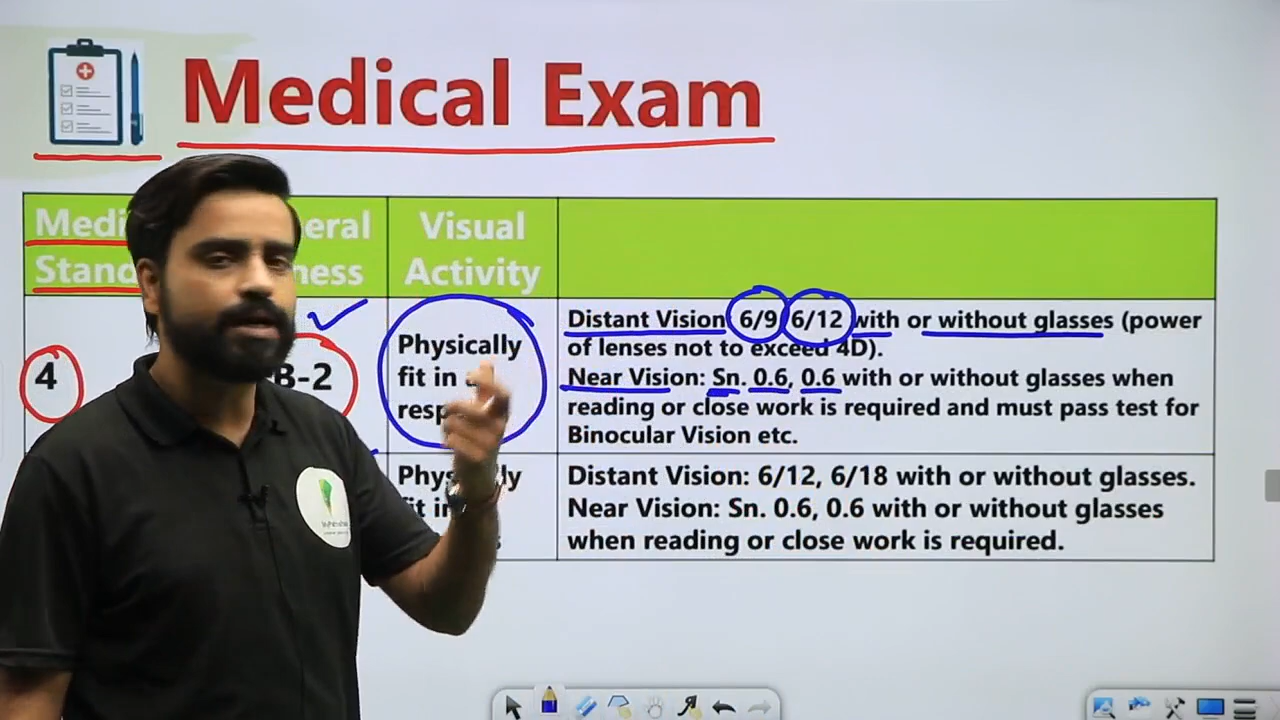 Medical Exam
Visual
Activity
4
B-2
Physically
fit in
Distant Vision: 6/9, 6/12 with or without glasses (power
of lenses not to exceed 4D).
Near Vision: Sn. 0.6, 0.6 with or without glasses when
reading or close work is required and must pass test for
Binocular Vision etc.
Distant Vision: 6/12, 6/18 with or without glasses.
Near Vision: Sn. 0.6, 0.6 with or without glasses
when reading or close work is required.